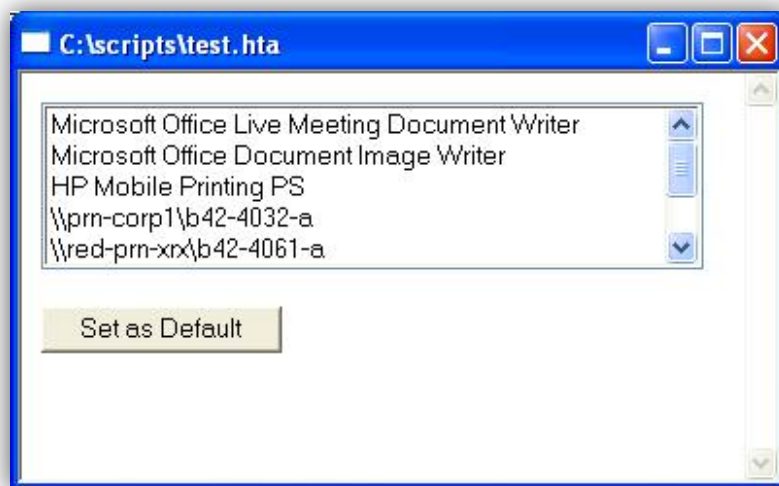 C:\scripts\test.hta
Microsoft Office Live Meeting Document Writer
Microsoft Office Document Image Writer
HP Mobile Printing PS
\\prn-corp1\b42-4032-a
\\red-prn-xrx\b42-4061-a
Set as Default